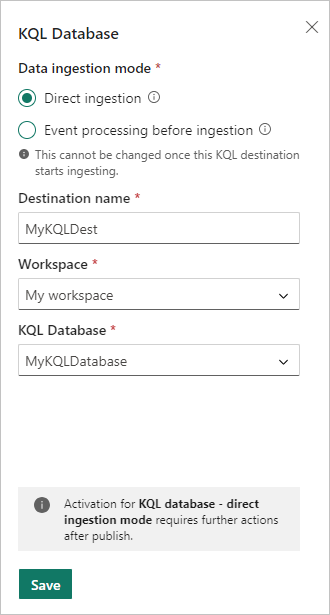 KQL Database
Data ingestion mode *
Direct ingestion
Event processing before ingestion
This cannot be changed once this KQL destination
starts ingesting.
Destination name *
MyKQLDest
Workspace *
My workspace
KQL Database *
MyKQLDatabase
Activation for KQL database - direct
ingestion mode requires further actions
after publish.
Save